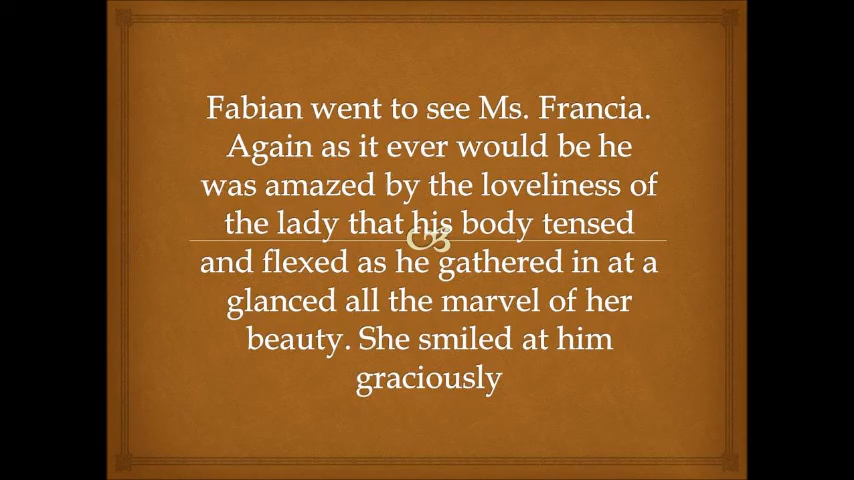 Fabian went to see Ms. Francia.
Again as it ever would be he
was amazed by the loveliness of
the lady that his body tensed
and flexed as he gathered in at a
glanced all the marvel of her
beauty. She smiled at him
graciously